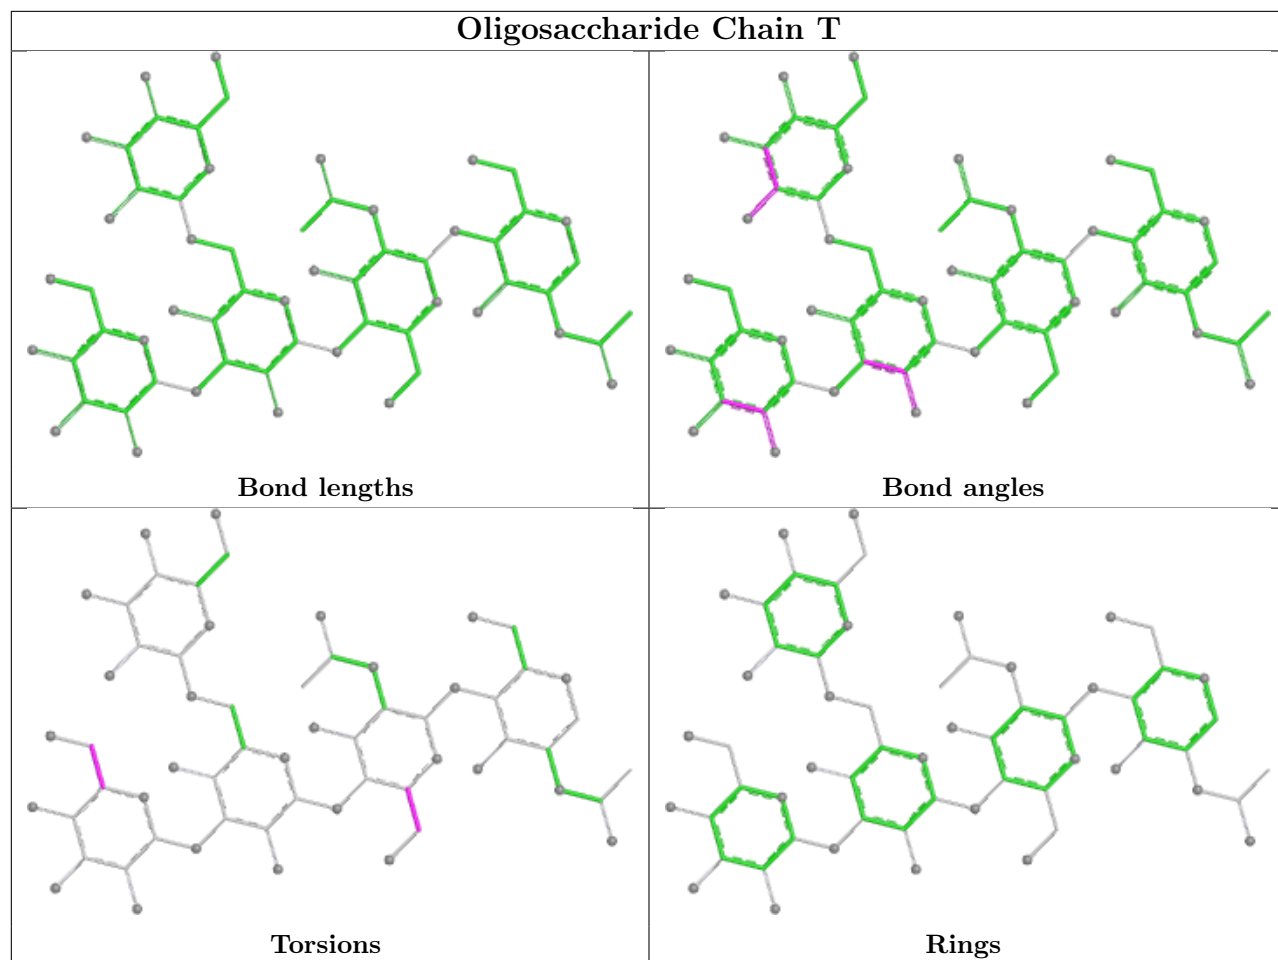 Oligosaccharide Chain T
Bond lengths
Bond angles
Torsions
Rings